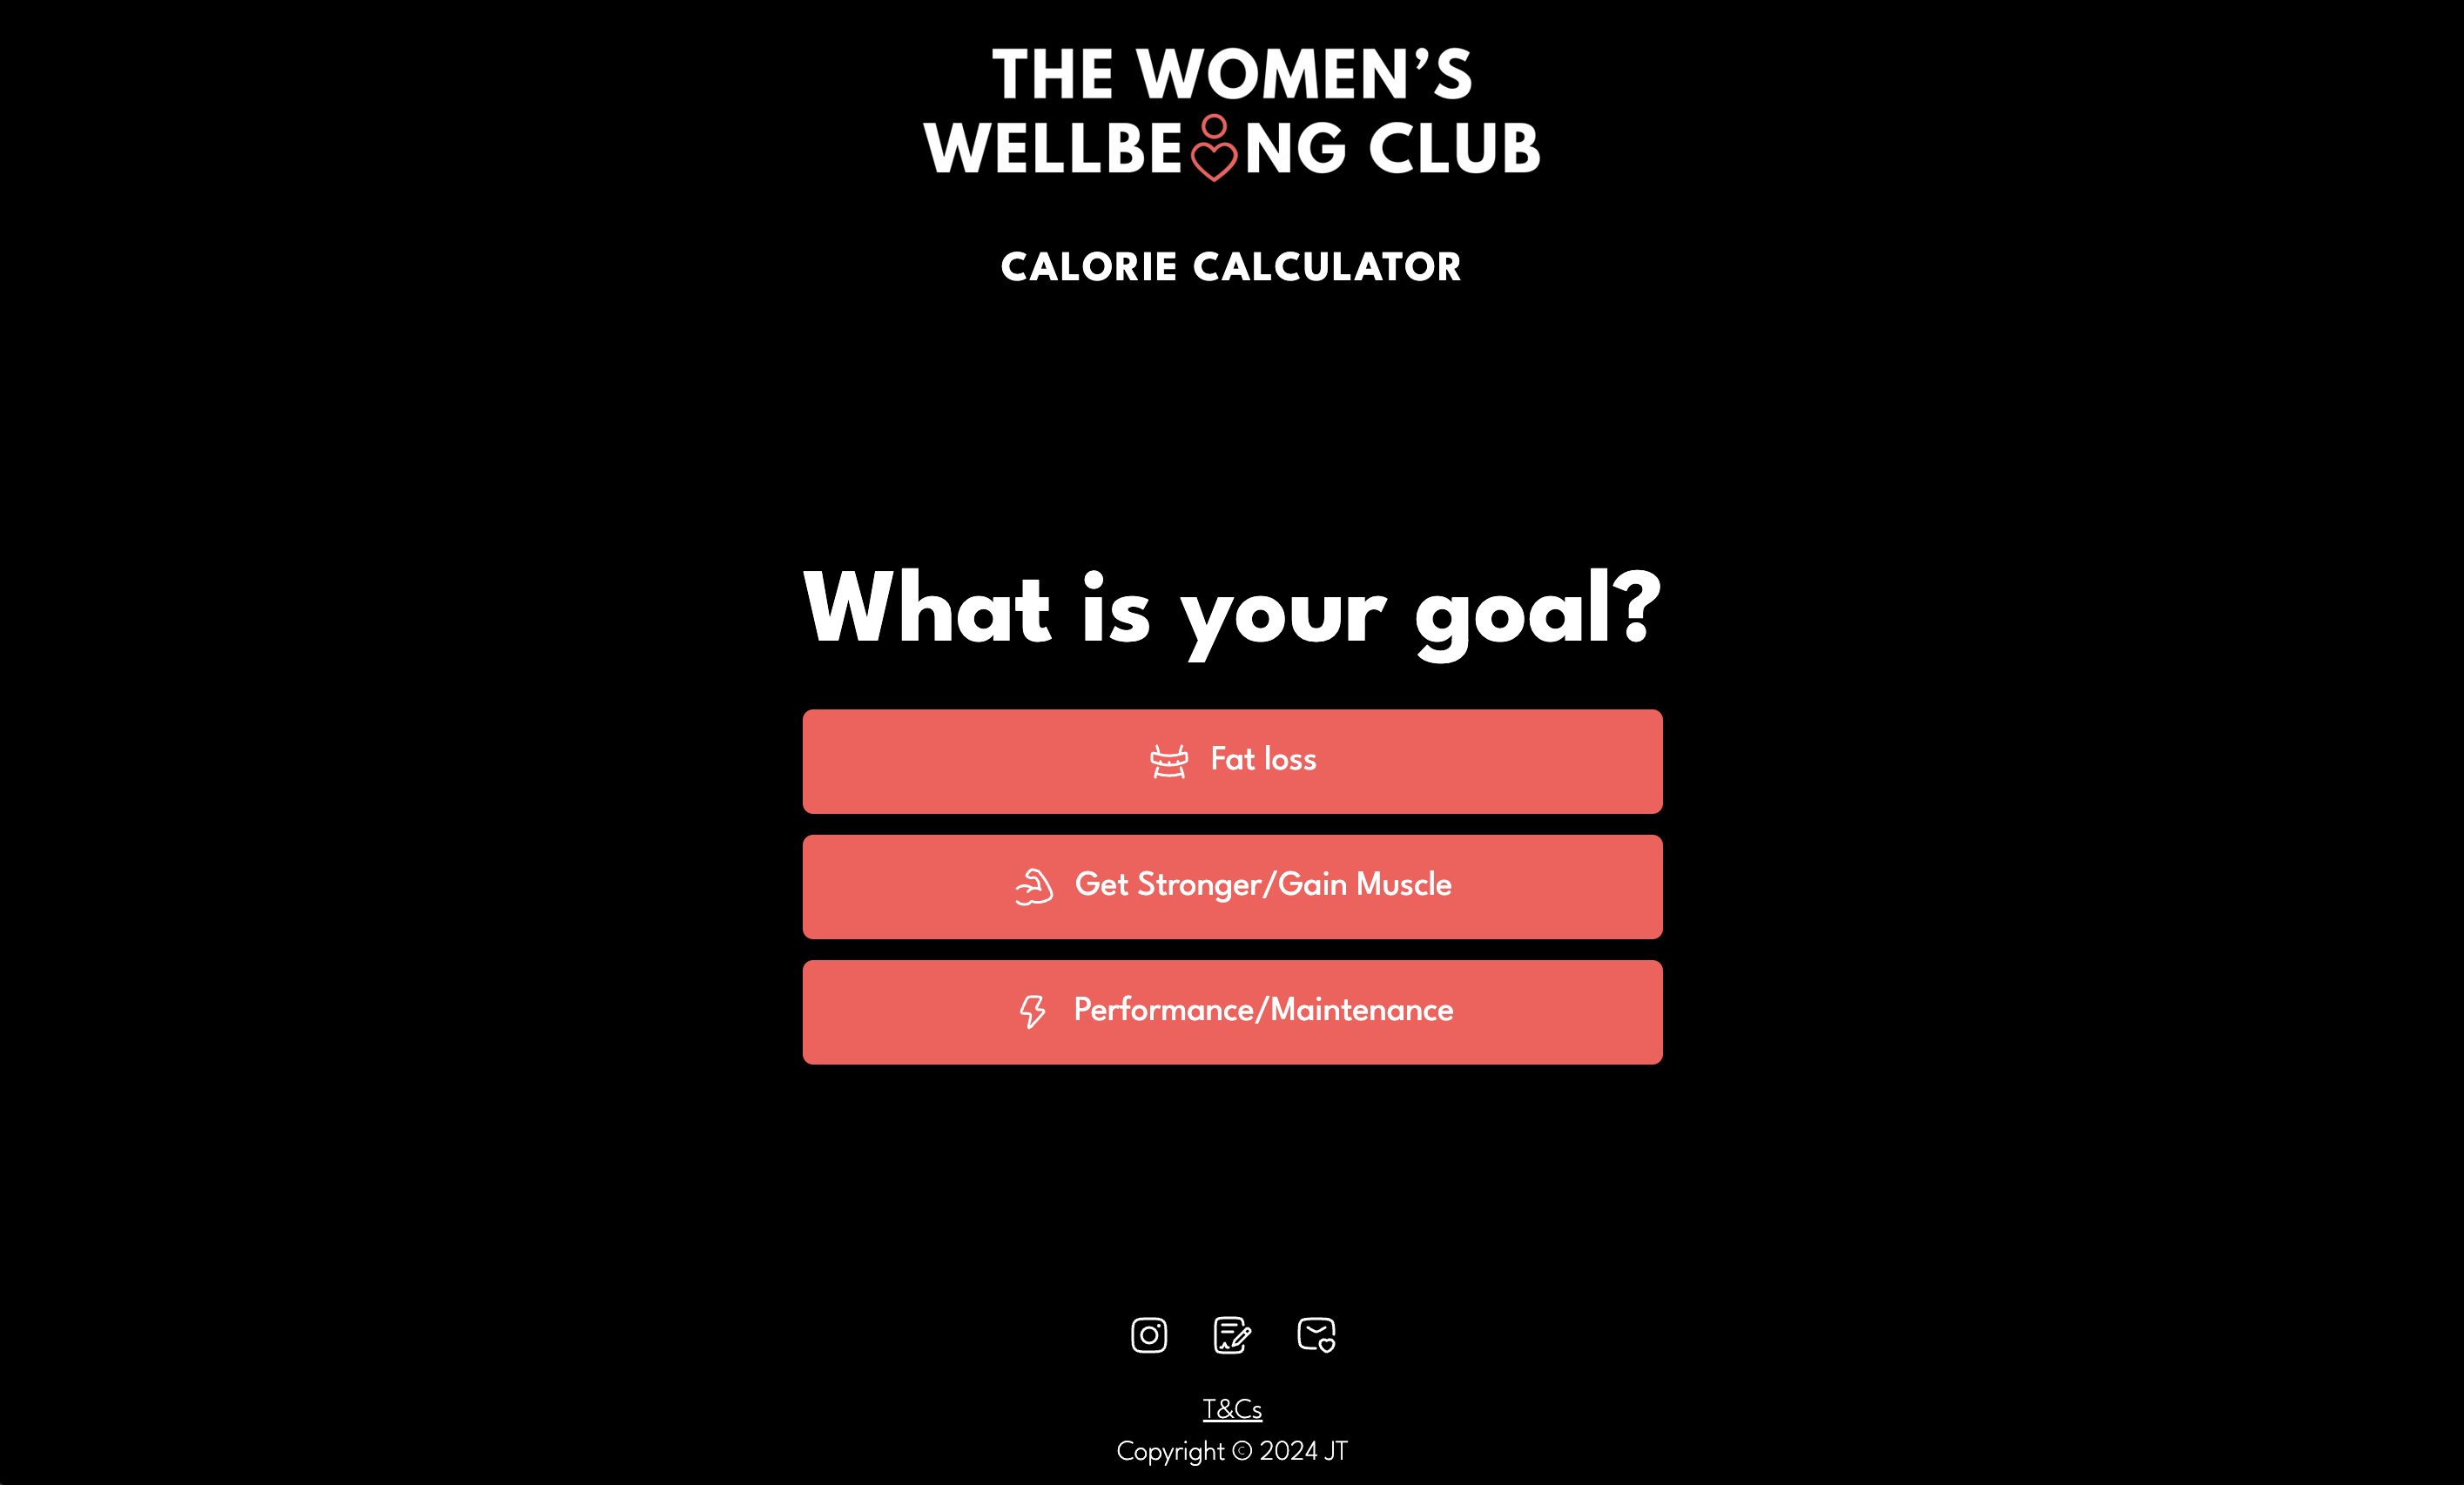 THE WOMEN’S
WELLBEING CLUB
CALORIE CALCULATOR
What is your goal?
Fat loss
Get Stronger/Gain Muscle
Performance/Maintenance
T&Cs
Copyright © 2024 JT